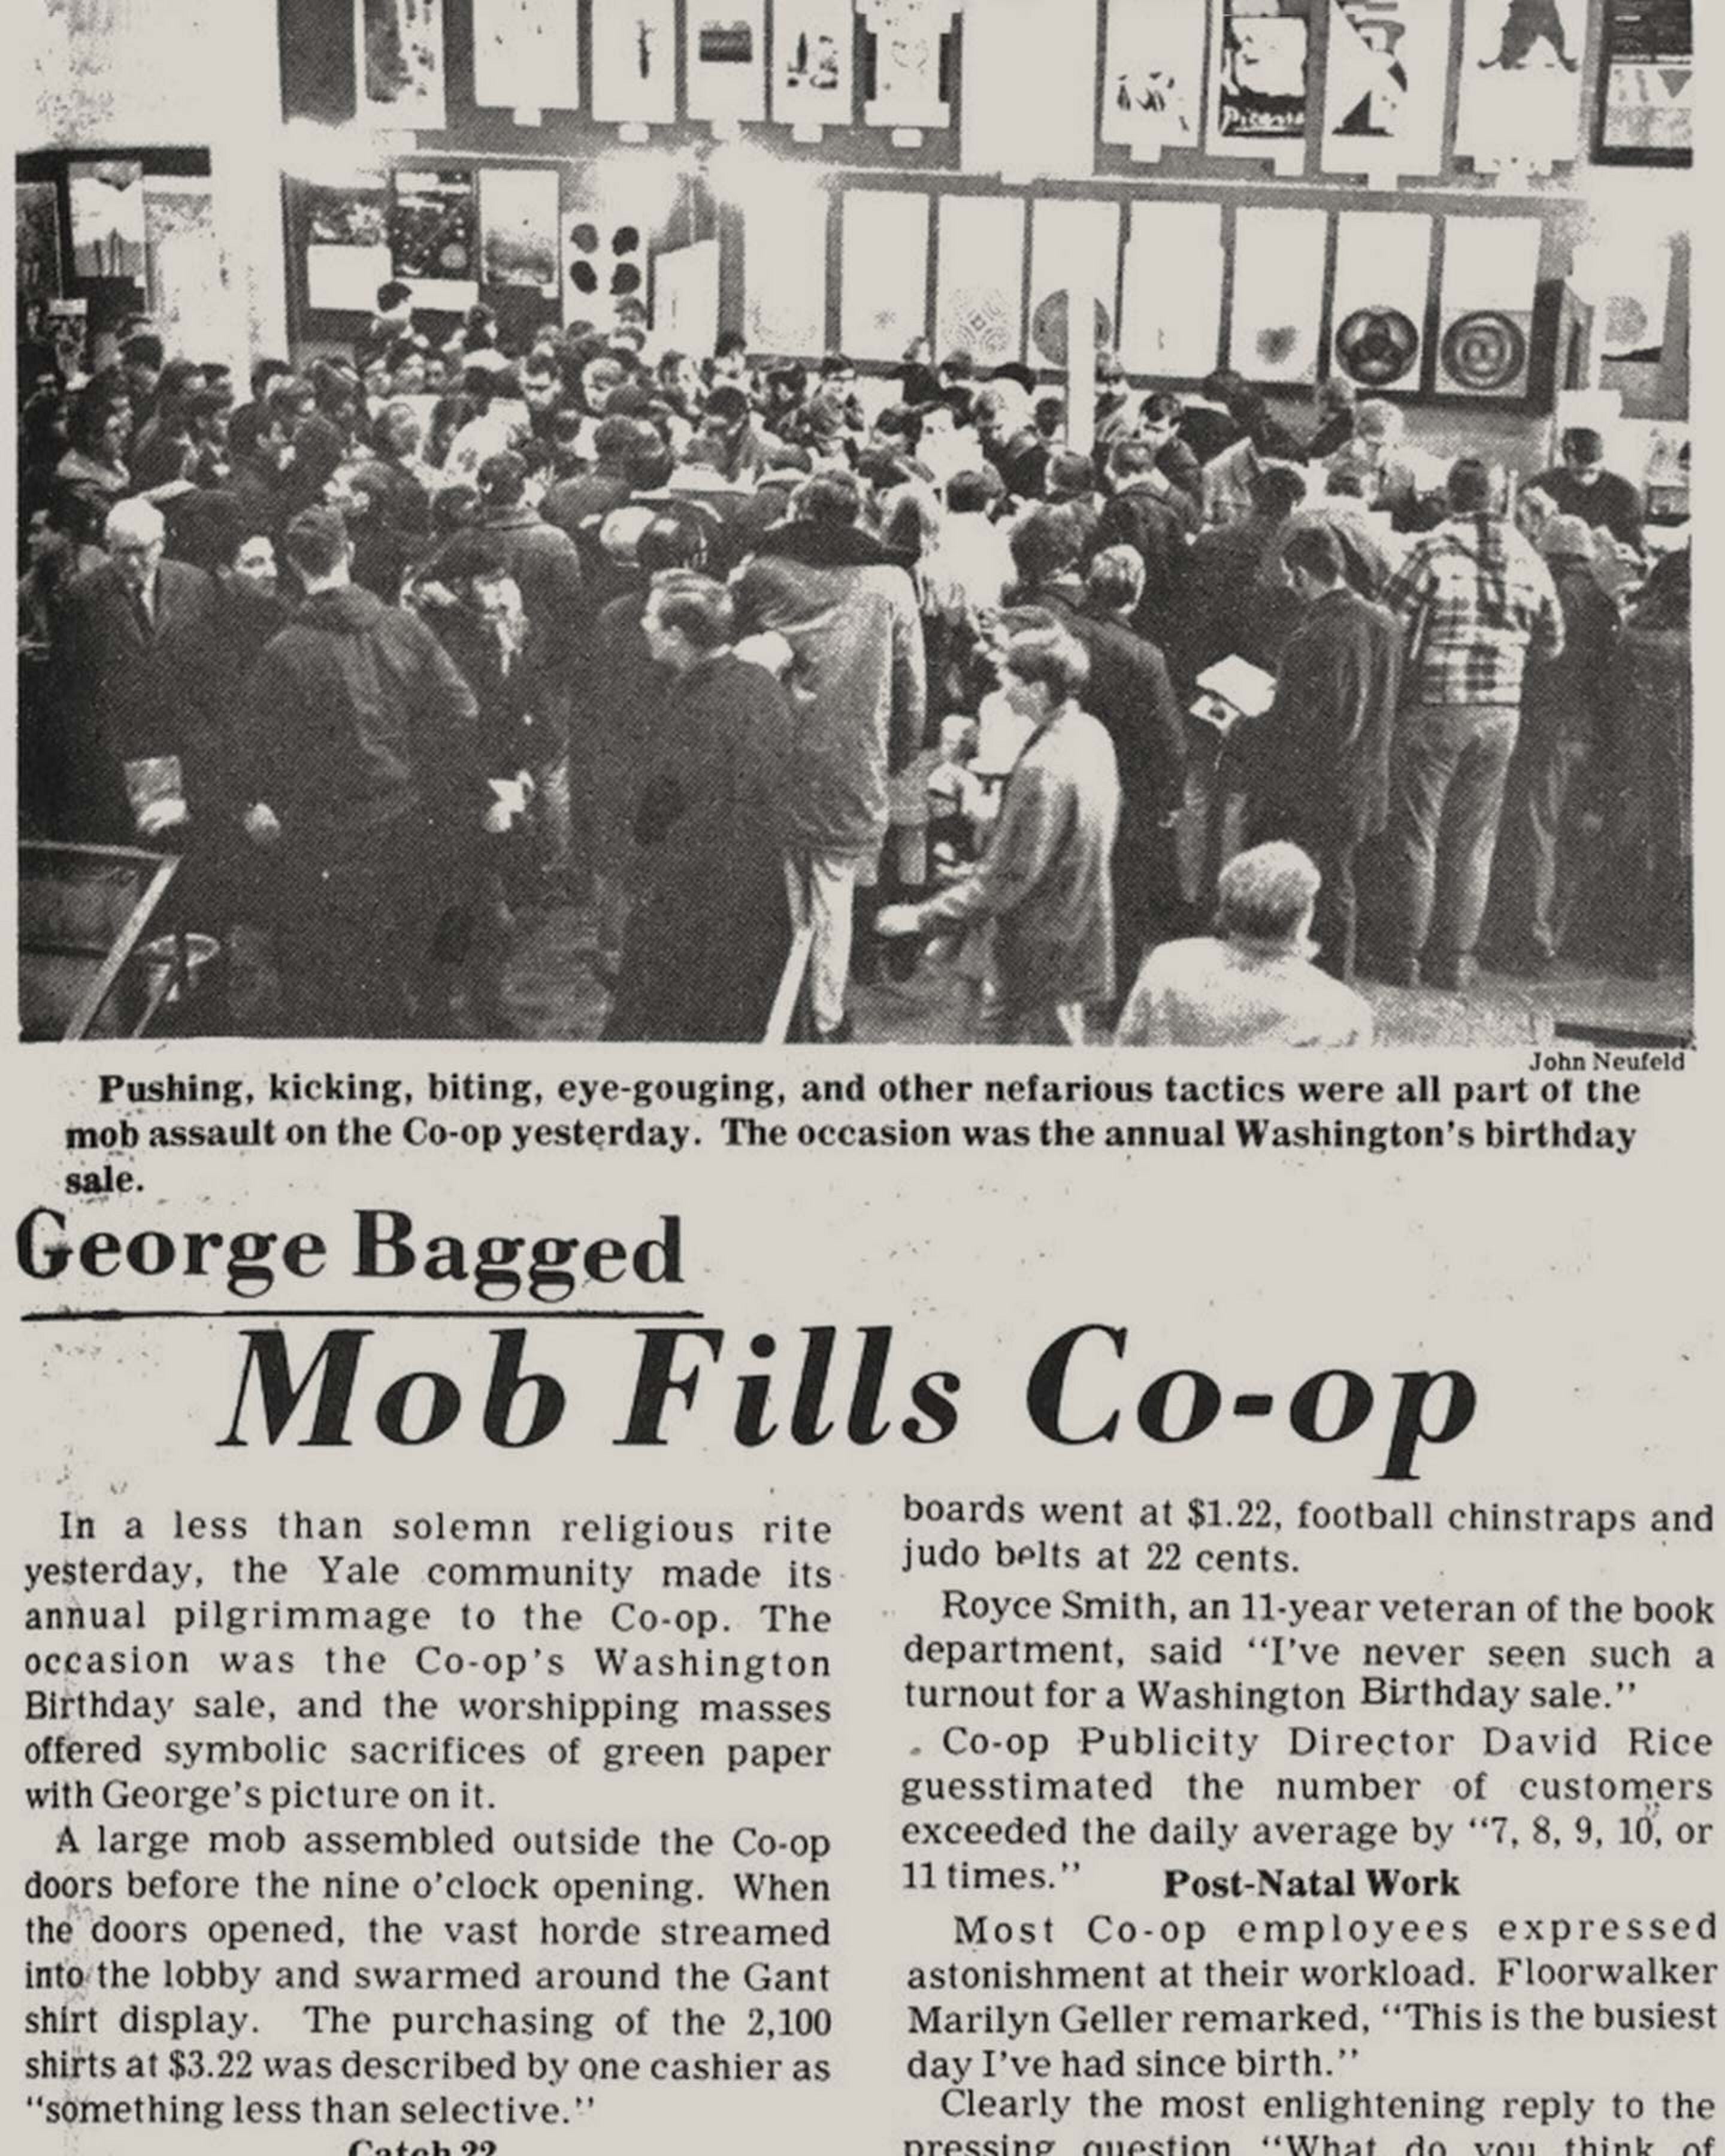 Picasso
John Neufeld
Pushing, kicking, biting, eye-gouging, and other nefarious tactics were all part of the
mob assault on the Co-op yesterday. The occasion was the annual Washington's birthday
sale.
George Bagged
Mob Fills Co-op
In a less than solemn religious rite
yesterday, the Yale community made its
annual pilgrimmage to the Co-op. The
occasion was the Co-op's Washington
Birthday sale, and the worshipping masses
offered symbolic sacrifices of green paper
with George's picture on it.
A large mob assembled outside the Co-op
doors before the nine o'clock opening. When
the doors opened, the vast horde streamed
into the lobby and swarmed around the Gant
shirt display. The purchasing of the 2,100
shirts at $3.22 was described by one cashier as
"something less than selective."
Catch 22
boards went at $1.22, football chinstraps and
judo belts at 22 cents.
Royce Smith, an 11-year veteran of the book
department, said "I've never seen such a
turnout for a Washington Birthday sale."
Co-op Publicity Director David Rice
guesstimated the number of customers
exceeded the daily average by "7, 8, 9, 10, or
11 times."
Post-Natal Work
Most Co-op employees expressed
astonishment at their workload. Floorwalker
Marilyn Geller remarked, "This is the busiest
day I've had since birth."
Clearly the most enlightening reply to the
pressing question "What do you think of